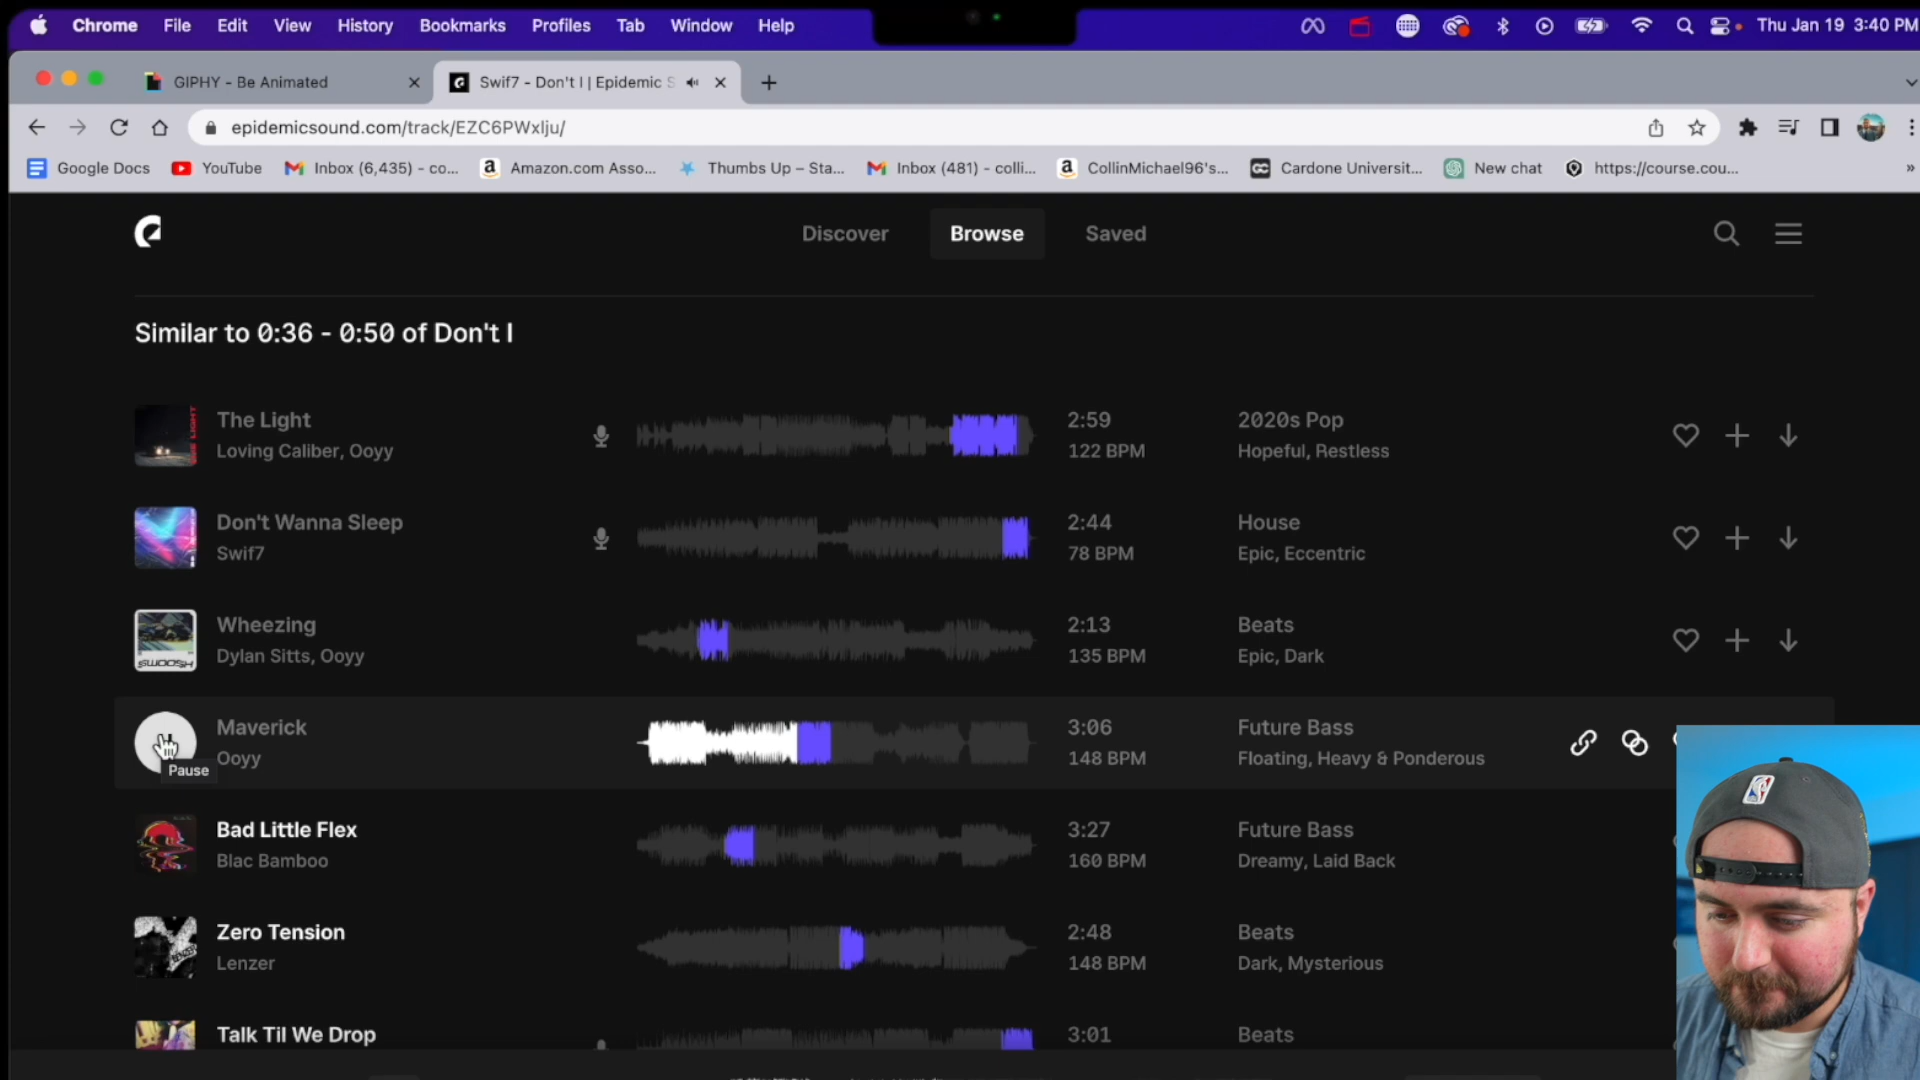 Chrome File Edit View History Bookmarks Profiles Tab Window Help Thu Jan 19 3:40 PM
GIPHY - Be Animated Swif7 - Don't I | Epidemic S
epidemicsound.com/track/EZC6PWxlju/
Google Docs YouTube Inbox (6,435) - co... Amazon.com Asso... Thumbs Up – Sta... Inbox (481) - colli... CollinMichael96's... Cardone Universit... New chat https://course.cou... »
Discover Browse Saved
Similar to 0:36 - 0:50 of Don't I
The Light 2:59 2020s Pop
Loving Caliber, Ooyy 122 BPM Hopeful, Restless
Don't Wanna Sleep 2:44 House
Swif7 78 BPM Epic, Eccentric
Wheezing 2:13 Beats
SWOOSH
Dylan Sitts, Ooyy 135 BPM Epic, Dark
Maverick 3:06 Future Bass
Ooyy 148 BPM Floating, Heavy & Ponderous
Pause
Bad Little Flex 3:27 Future Bass
Blac Bamboo 160 BPM Dreamy, Laid Back
Zero Tension 2:48 Beats
Lenzer 148 BPM Dark, Mysterious
Talk Til We Drop 3:01 Beats